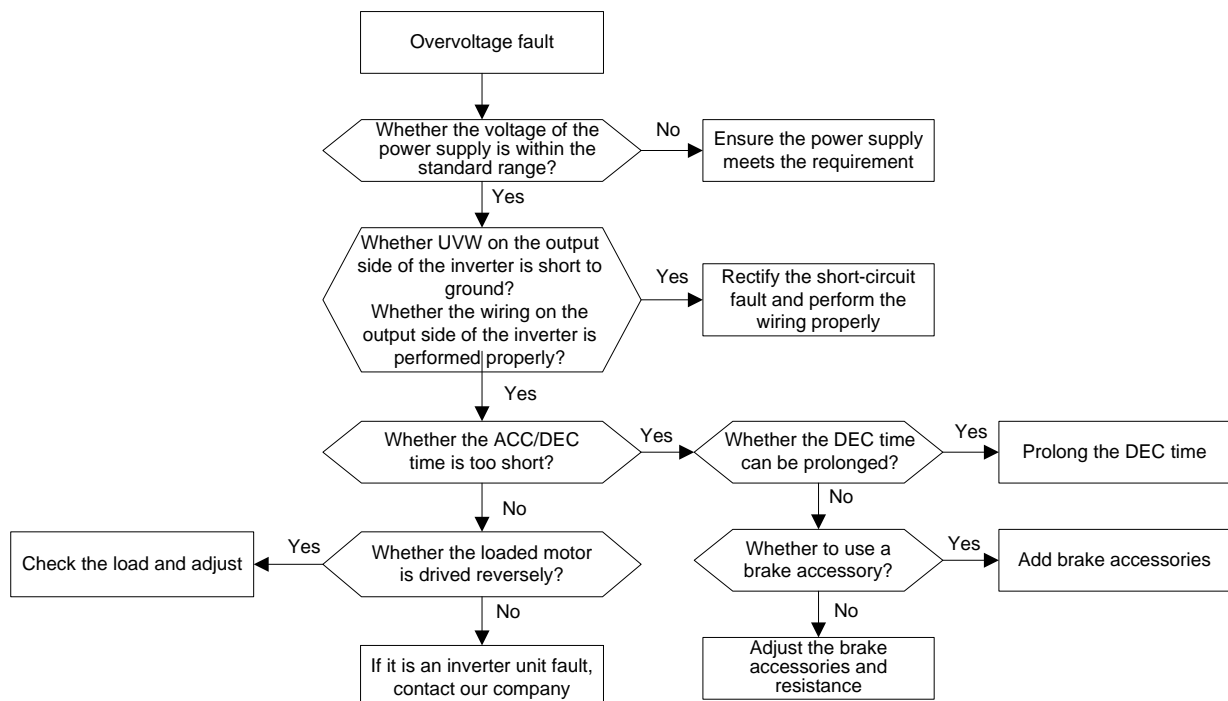 Overvoltage fault
Whether the voltage of the
power supply is within the
standard range?
No
Ensure the power supply
meets the requirement
Yes
Whether UVW on the output
side of the inverter is short to
ground?
Whether the wiring on the
output side of the inverter is
performed properly?
Yes
Rectify the short-circuit
fault and perform the
wiring properly
Yes
Whether the ACC/DEC
time is too short?
Yes
Whether the DEC time
can be prolonged?
Yes
Prolong the DEC time
No
No
Check the load and adjust
Yes
Whether the loaded motor
is drived reversely?
Whether to use a
brake accessory?
Yes
Add brake accessories
No
No
If it is an inverter unit fault,
contact our company
Adjust the brake
accessories and
resistance